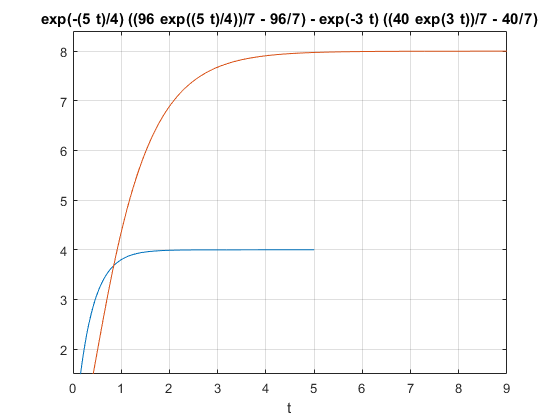 exp(-(5 t)/4) ((96 exp((5 t)/4))/7 - 96/7) - exp(-3 t) ((40 exp(3 t))/7 - 40/7)
8
7
6
5
4
3
2
0 1 2 3 4 5 6 7 8 9
t